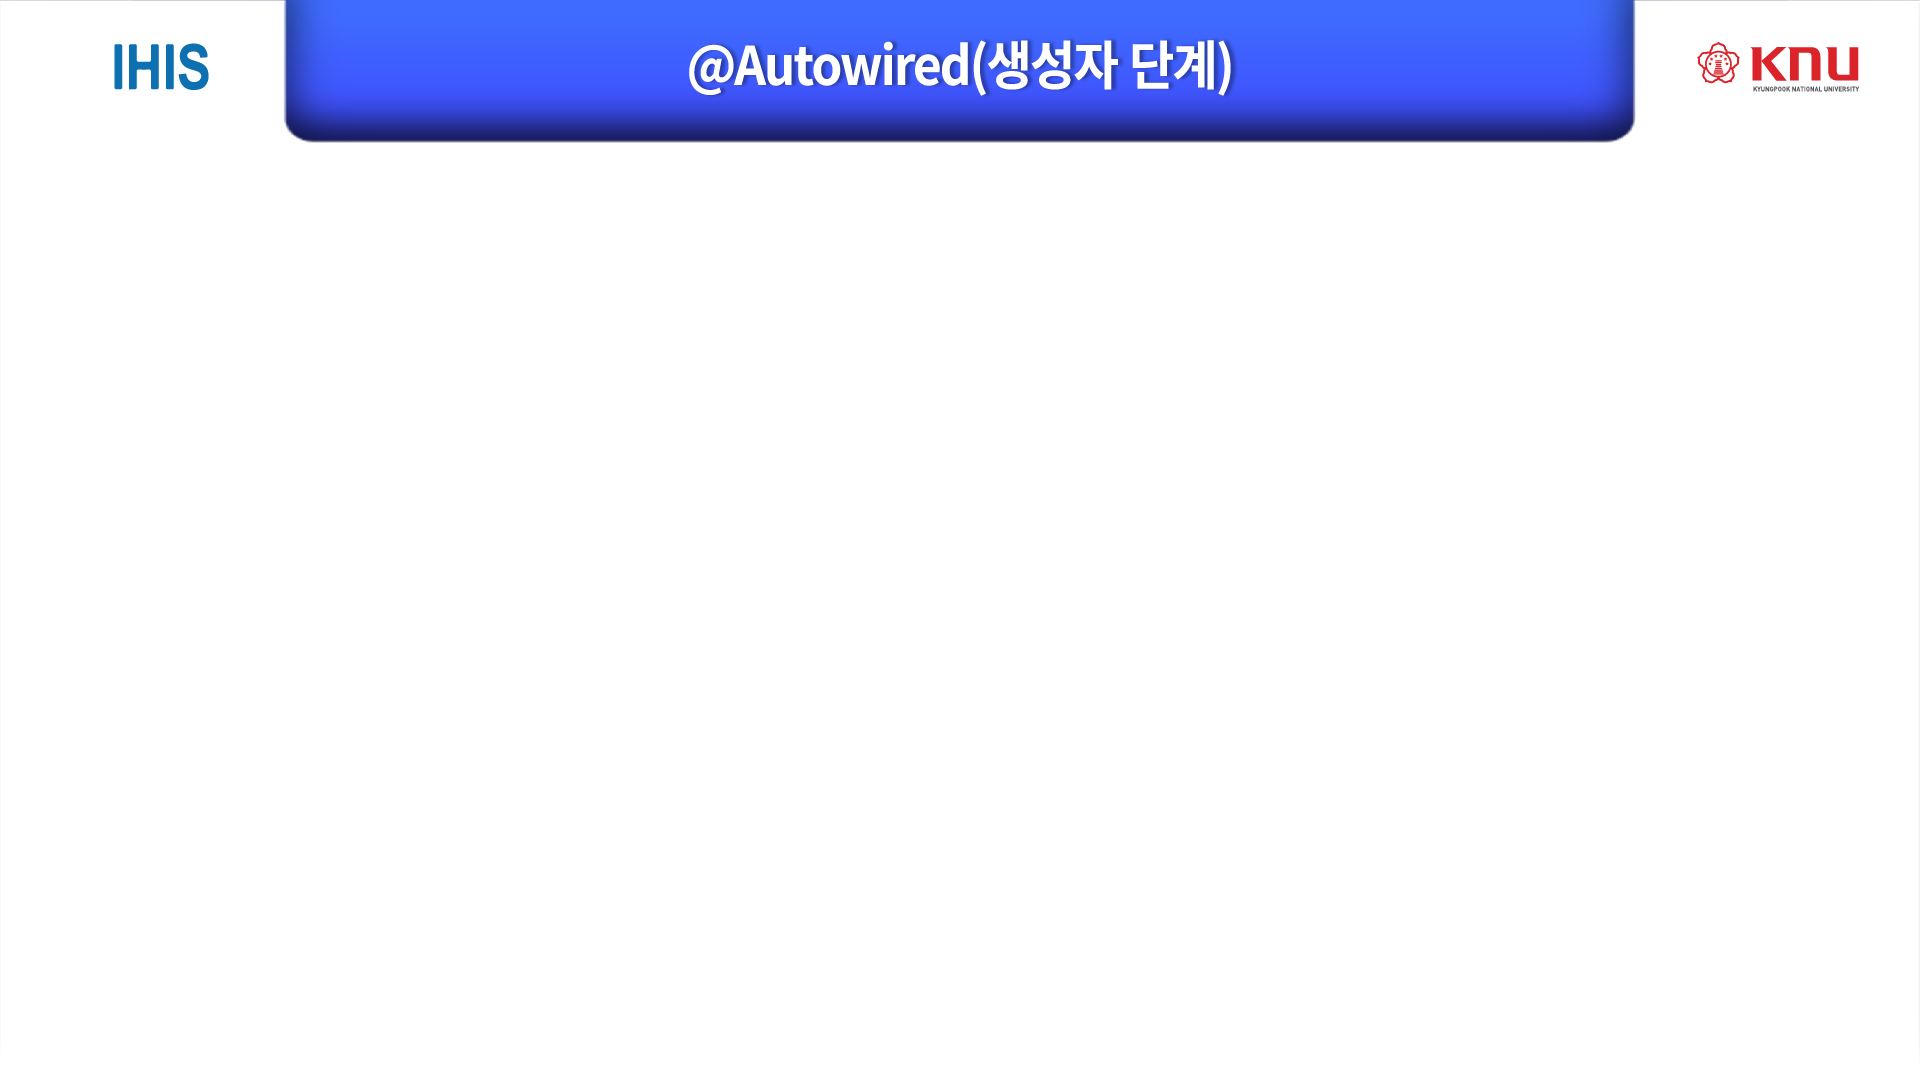 IHIS
@Autowired(생성자 단계)
KNU
KYUNGPOOK NATIONAL UNIVERSITY